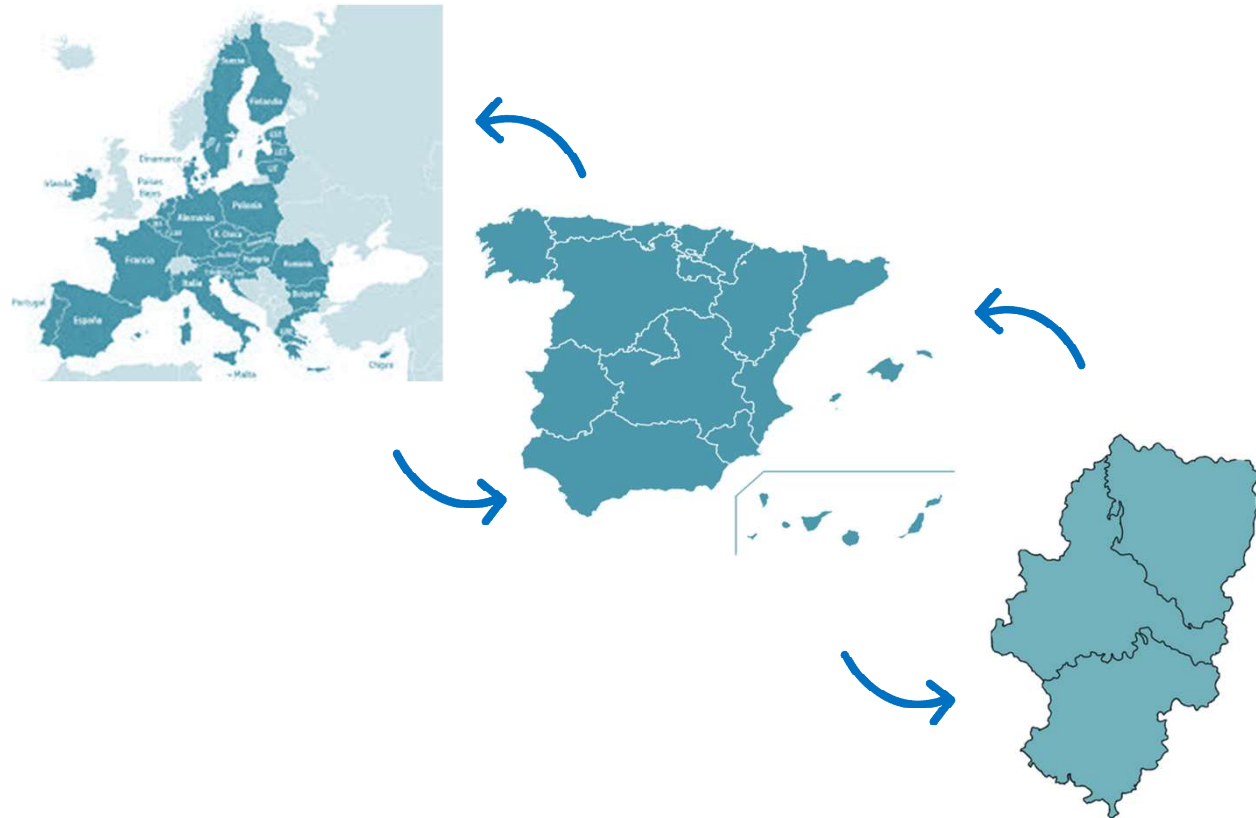 Suecia
Finlandia
EST
LET
LIT
Dinamarca
Irlanda
Países
Bajos
Polonia
Alemania
R. Checa
Francia
Hungría
Rumanía
Italia
Bulgaria
Portugal
España
Chipre
Malta